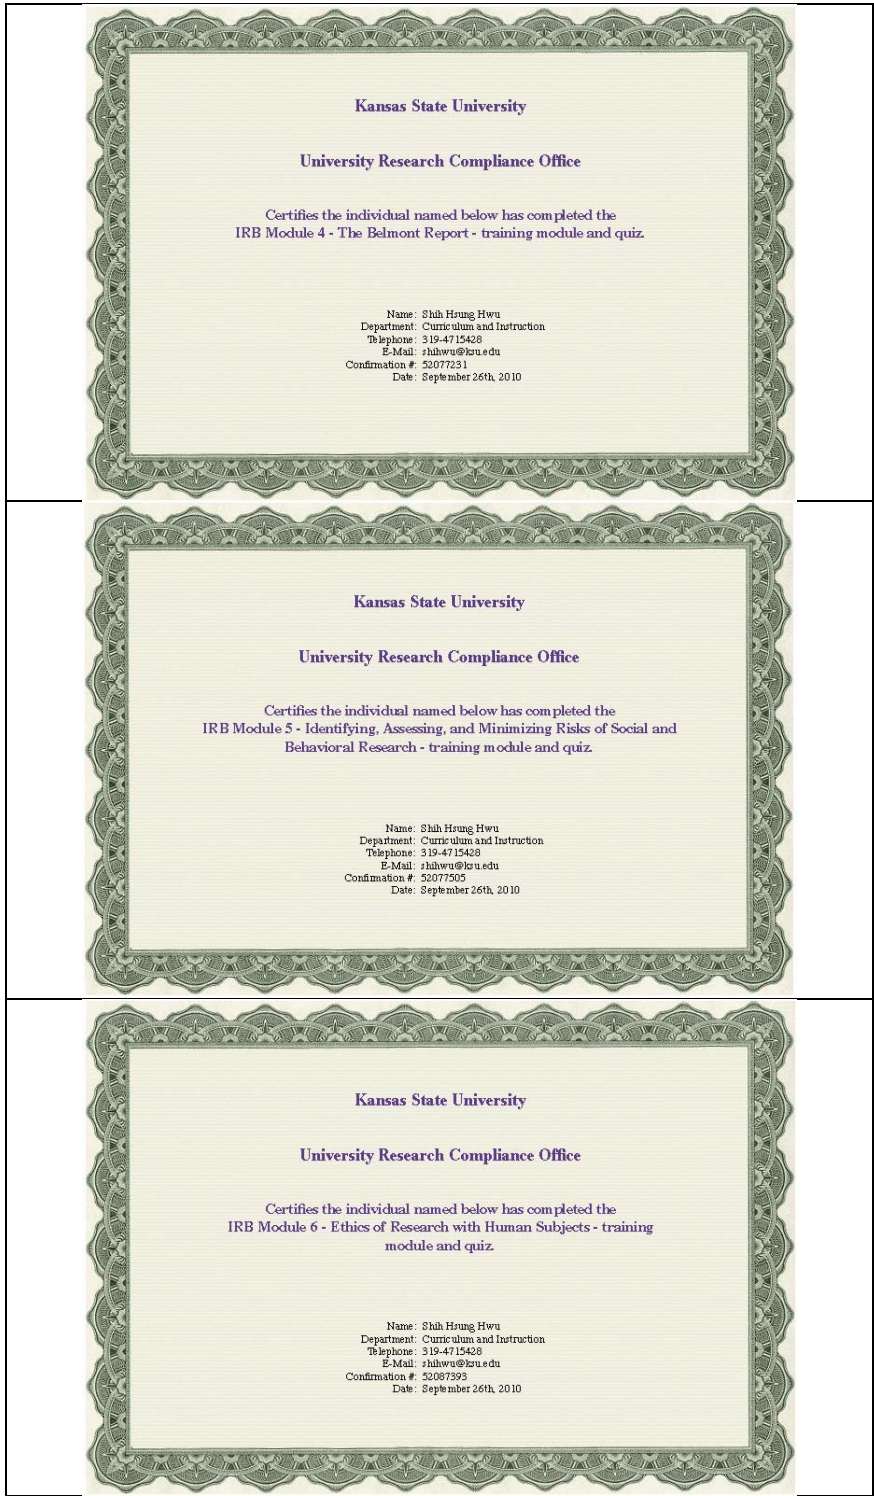 Kansas State University
University Research Compliance Office
Certifies the individual named below has completed the
IRB Module 4 - The Belmont Report - training module and quiz.
Name: Shih Hsung Hwu
Department: Curriculum and Instruction
Telephone: 319-4715428
E-Mail: shihwu@ksu.edu
Confirmation #: 52077231
Date: September 26th, 2010
Kansas State University
University Research Compliance Office
Certifies the individual named below has completed the
IRB Module 5 - Identifying, Assessing, and Minimizing Risks of Social and
Behavioral Research - training module and quiz.
Name: Shih Hsung Hwu
Department: Curriculum and Instruction
Telephone: 319-4715428
E-Mail: shihwu@ksu.edu
Confirmation #: 52077505
Date: September 26th, 2010
Kansas State University
University Research Compliance Office
Certifies the individual named below has completed the
IRB Module 6 - Ethics of Research with Human Subjects - training
module and quiz.
Name: Shih Hsung Hwu
Department: Curriculum and Instruction
Telephone: 319-4715428
E-Mail: shihwu@ksu.edu
Confirmation #: 52087393
Date: September 26th, 2010